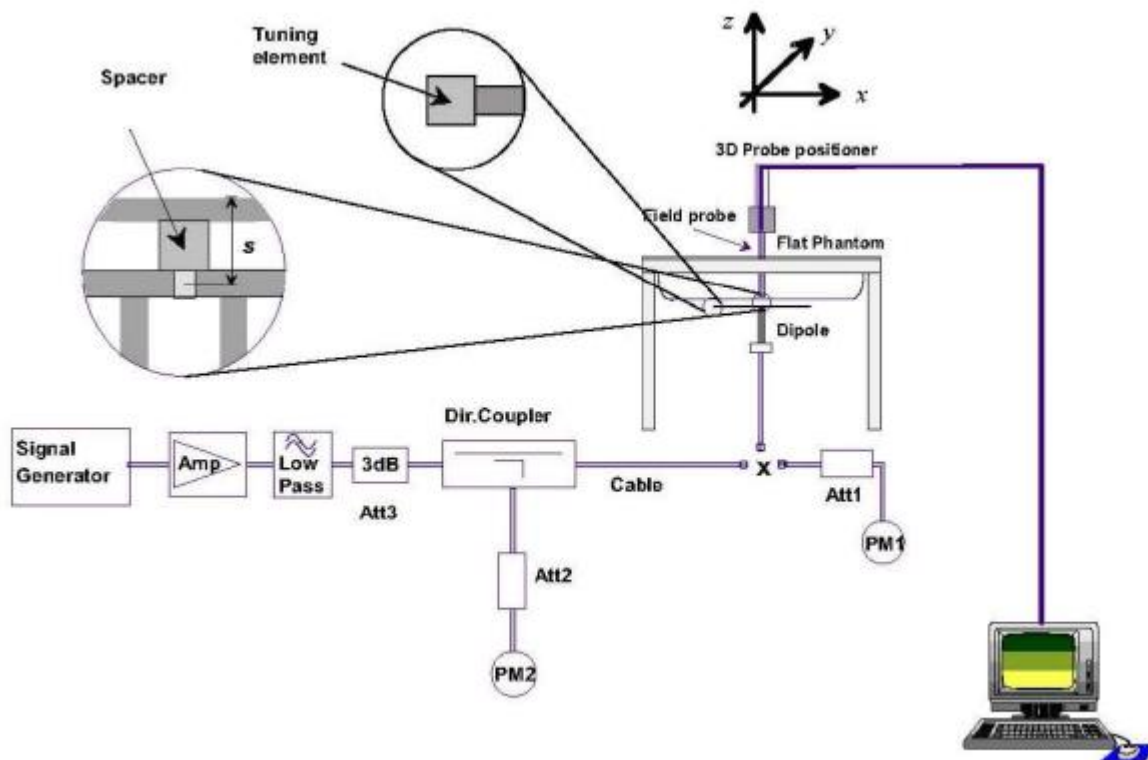 Tuning
element
Spacer
z
y
x
3D Probe positioner
Field probe
Flat Phantom
s
Dipole
Dir.Coupler
Signal
Generator
Amp
Low
Pass
3dB
Att3
Cable
X
Att1
PM1
Att2
PM2